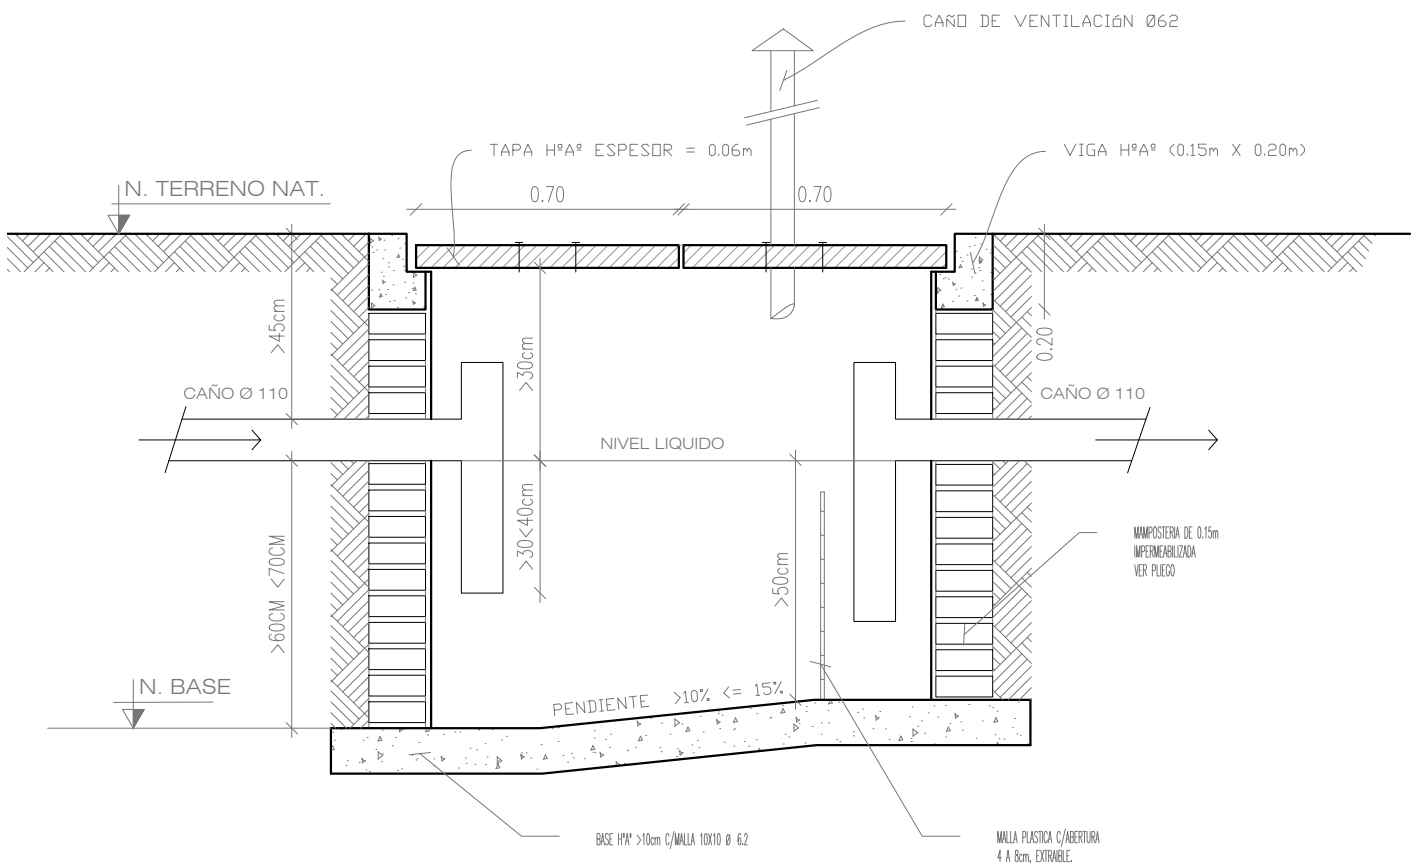 CAÑO DE VENTILACIóN Ø62
TAPA HºAº ESPESOR = 0.06m
VIGA HºAº (0.15m X 0.20m)
N. TERRENO NAT.
0.70
0.70
>45cm
>30cm
0.20
CAÑO Ø 110
CAÑO Ø 110
NIVEL LIQUIDO
>30<40cm
>60CM <70CM
>50cm
MAMPOSTERIA DE 0.15m
IMPERMEABILIZADA
VER PLIEGO
N. BASE
PENDIENTE >10% <= 15%
BASE HºAº >10cm C/MALLA 10X10 Ø 6.2
MALLA PLASTICA C/ABERTURA
4 A 8cm, EXTRAIBLE.